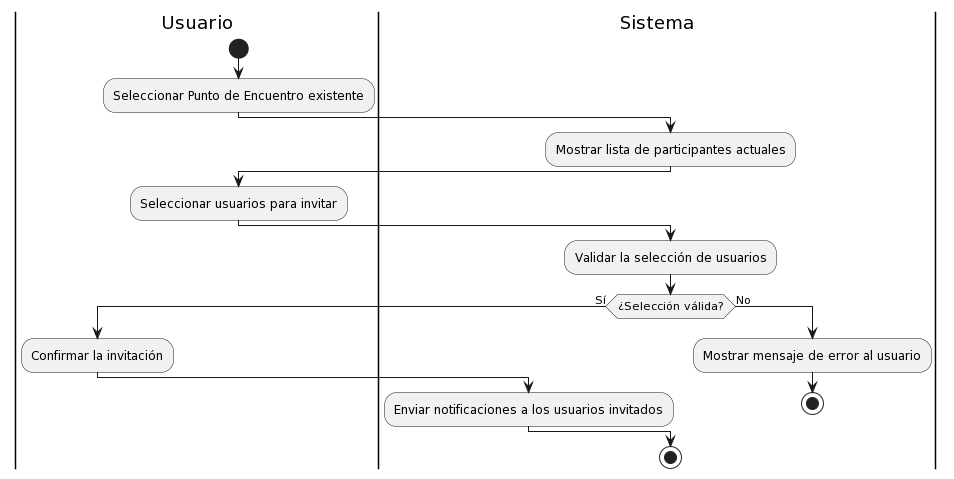 Usuario
Sistema
Seleccionar Punto de Encuentro existente
Mostrar lista de participantes actuales
Seleccionar usuarios para invitar
Validar la selección de usuarios
Sí
¿Selección válida?
No
Confirmar la invitación
Mostrar mensaje de error al usuario
Enviar notificaciones a los usuarios invitados